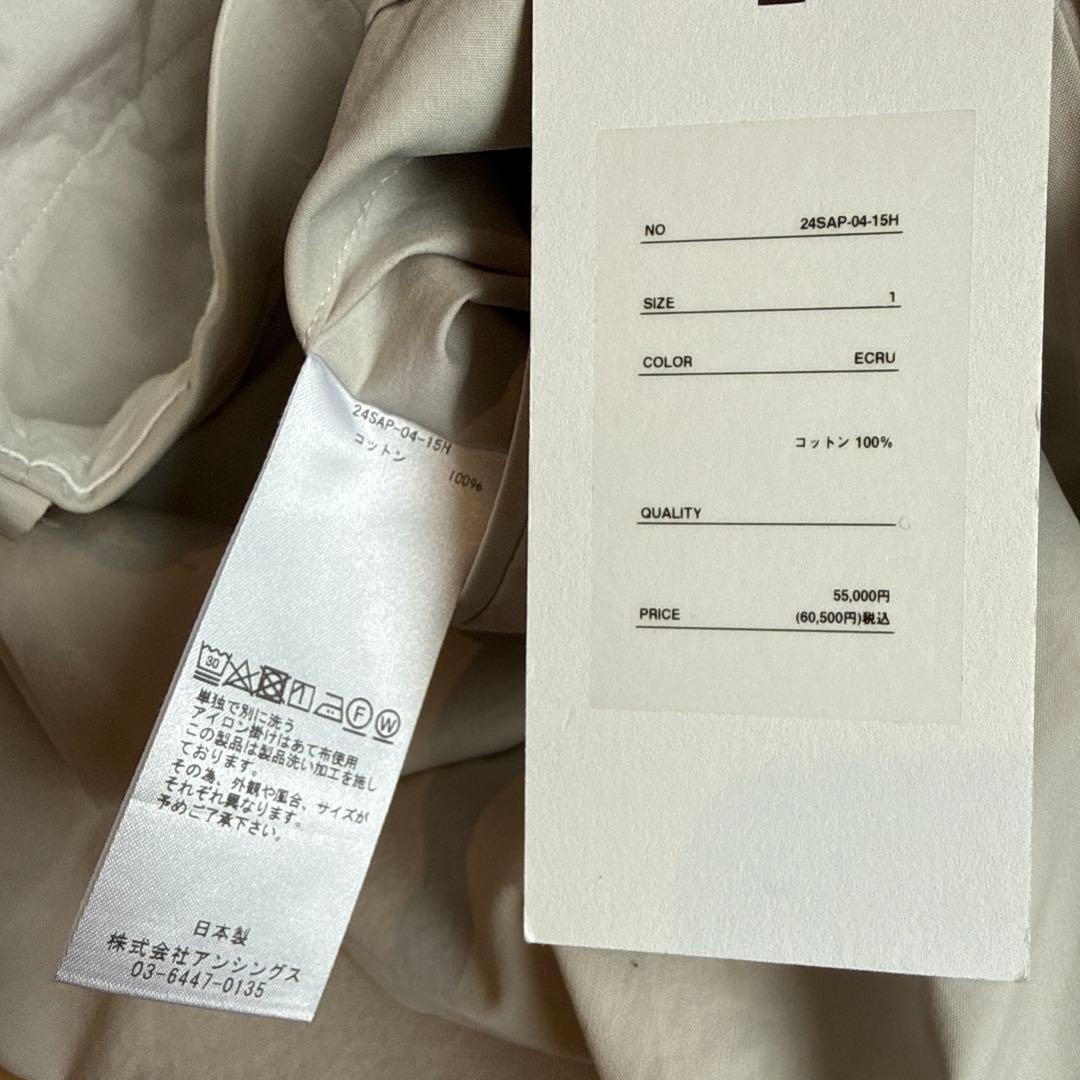 NO 24SAP-04-15H
SIZE 1
COLOR ECRU
コットン 100%
QUALITY
55,000円
PRICE (60,500円)税込
24SAP-04-15H
コットン 100%
30 F W
単独で別に洗う
アイロン掛けはあて布使用
この製品は製品洗い加工を施し
ております。
その為、外観や風合、サイズが
それぞれ異なります。
予めご了承下さい。
日本製
株式会社アンシングス
03-6447-0135